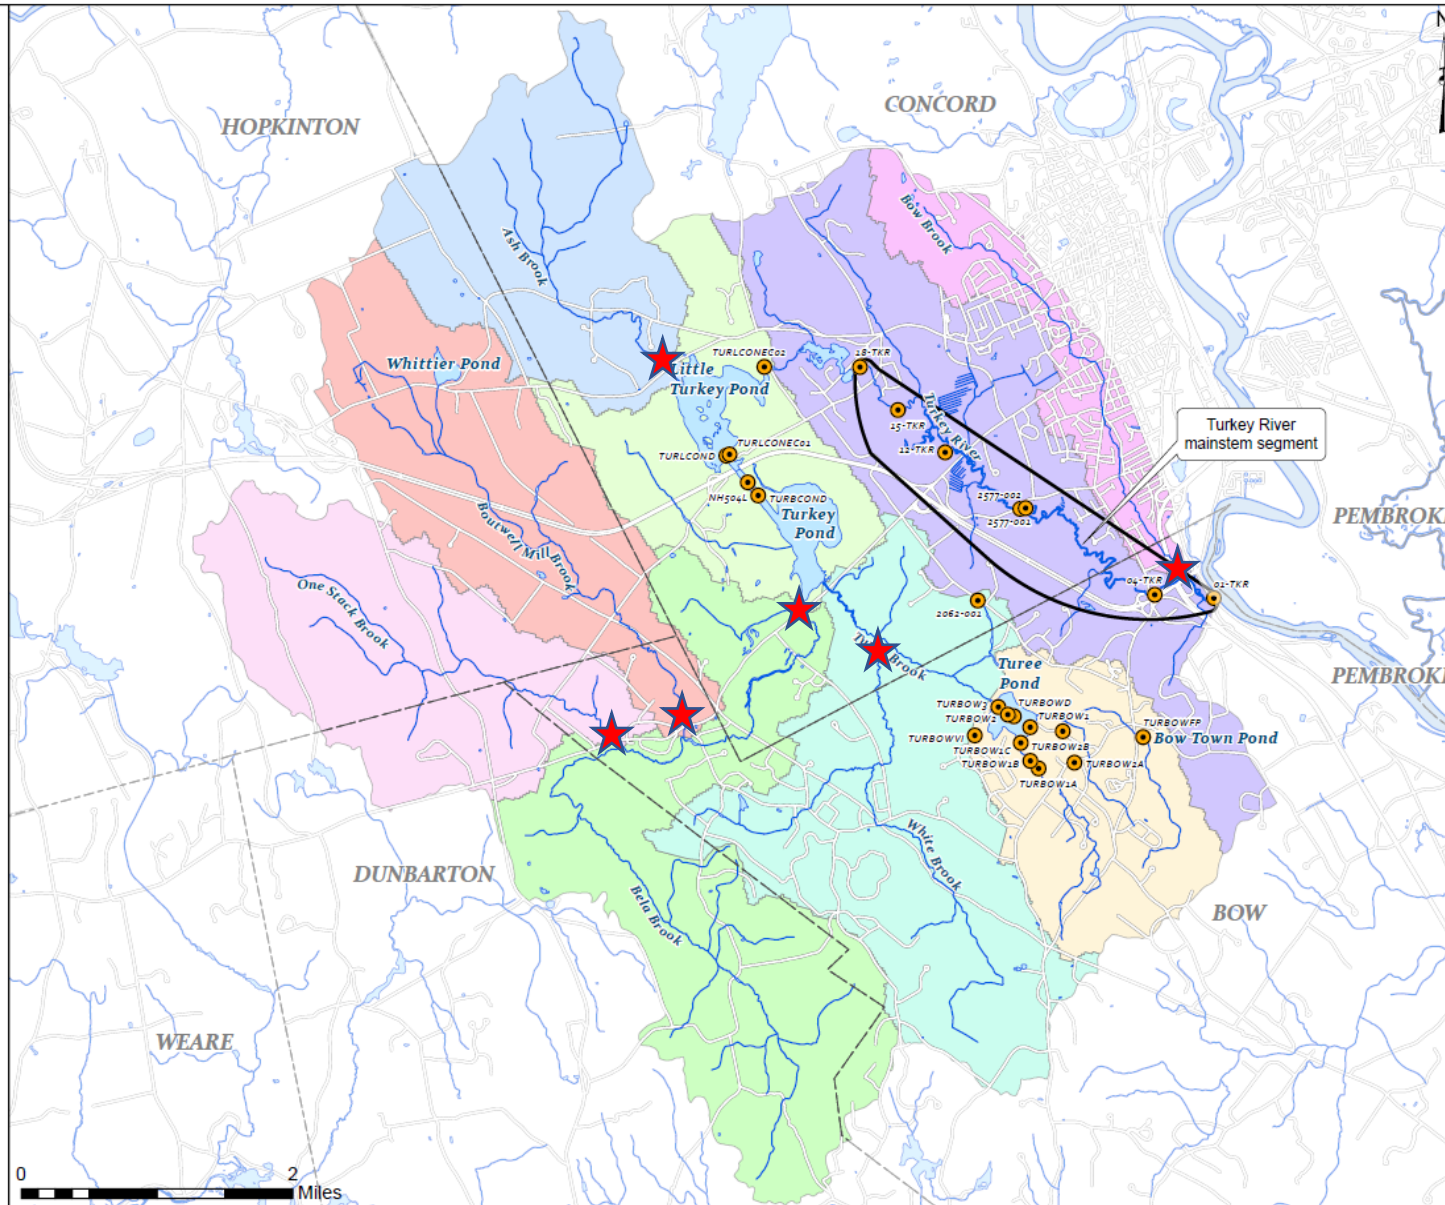 N
CONCORD
HOPKINTON
Bow Brook
Ash Brook
TURLCONEC02
18-TKR
Whittier Pond
Little
Turkey Pond
Turkey River
15-TKR
Turkey River
mainstem segment
TURLCONEC01
TURLCOND
12-TKR
NH504L
TURBCOND
2577-002
2577-001
Turkey
Pond
PEMBROKE
Boutwell Mill Brook
One Stack Brook
04-TKR
01-TKR
2062-001
Brook
Turee
Pond
PEMBROKE
TURBOW3
TURBOWD
TURBOW2
TURBOW1
TURBOWFP
TURBOWVI
Bow Town Pond
TURBOW1C
TURBOW1B
TURBOW1B
TURBOW1A
TURBOW1A
White Brook
DUNBARTON
Bela Brook
BOW
WEARE
0
2
Miles